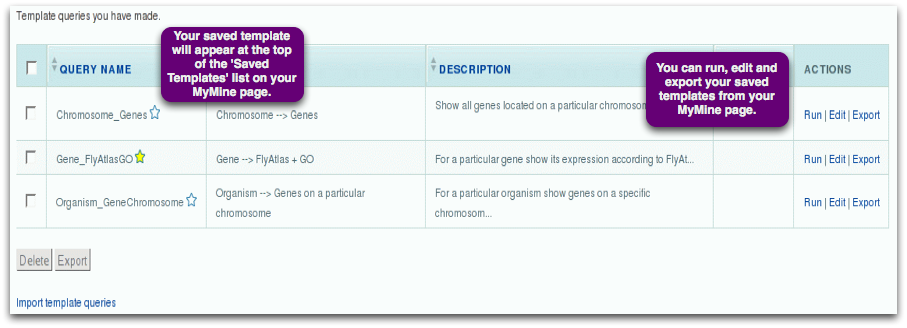 Template queries you have made.
Your saved template
will appear at the top
of the 'Saved
Templates' list on your
MyMine page.
You can run, edit and
export your saved
templates from your
MyMine page.
QUERY NAME
DESCRIPTION
ACTIONS
Chromosome_Genes
Chromosome --> Genes
Show all genes located on a particular
Run | Edit | Export
Gene_FlyAtlasGO
Gene --> FlyAtlas + GO
For a particular gene show its expression according to FlyAt...
Run | Edit | Export
Organism_GeneChromosome
Organism --> Genes on a particular
chromosome
For a particular organism show genes on a specific
chromosom...
Run | Edit | Export
Delete
Export
Import template queries